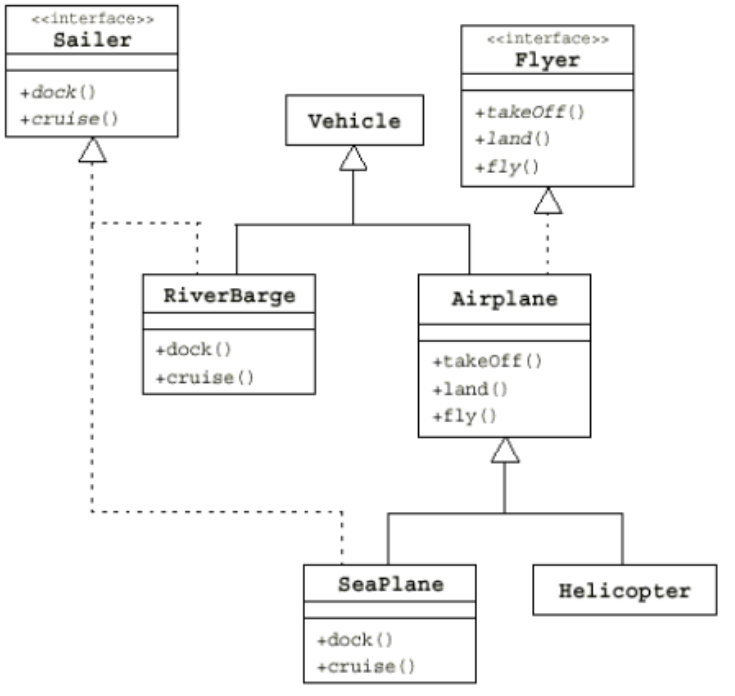 <<interface>>
Sailer
+dock()
+cruise()
<<interface>>
Flyer
+takeOff()
+land()
+fly()
Vehicle
RiverBarge
+dock()
+cruise()
Airplane
+takeOff()
+land()
+fly()
SeaPlane
+dock()
+cruise()
Helicopter